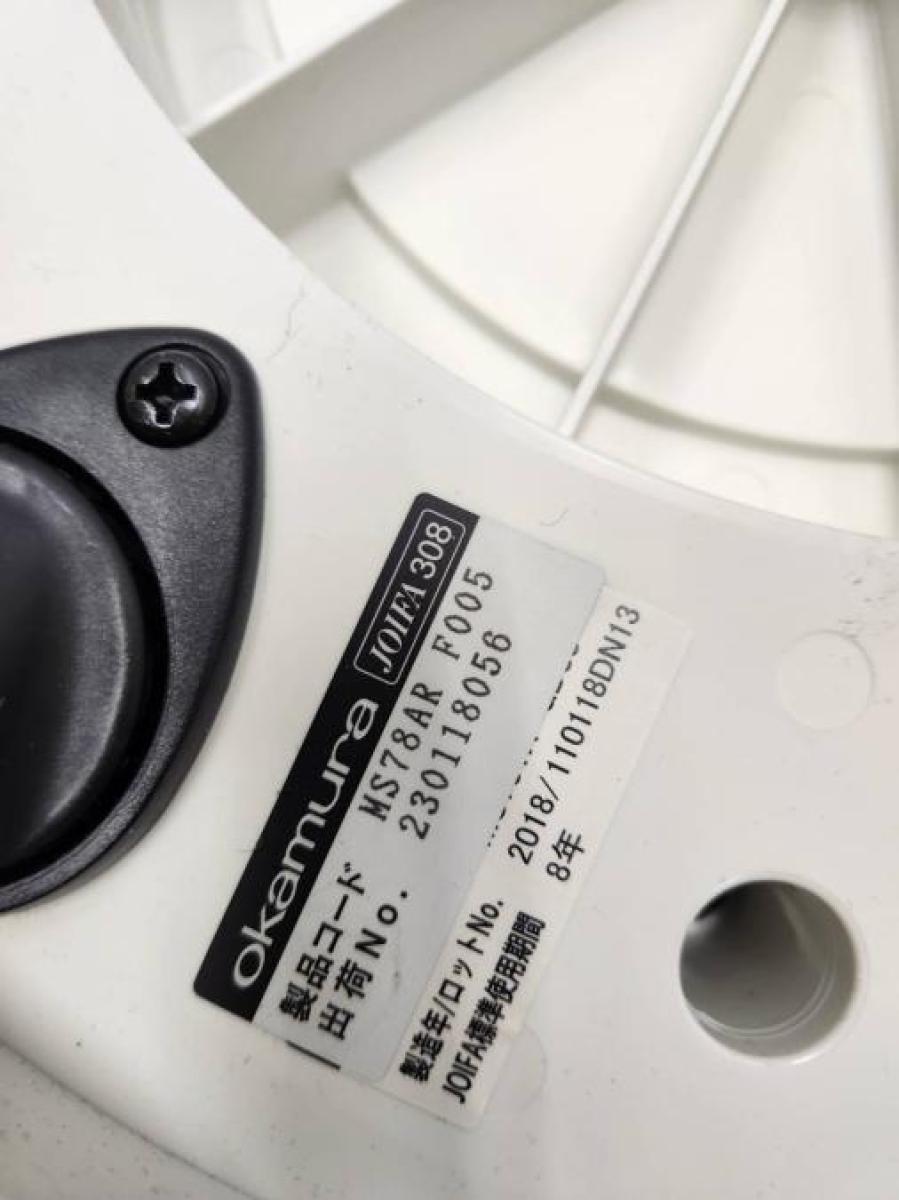 okamura JOIFA 308
製品コード MS78AR F005
出荷No. 230118056
製造年/ロットNo. 2018/110118DN13
JOIFA標準使用期間 8年